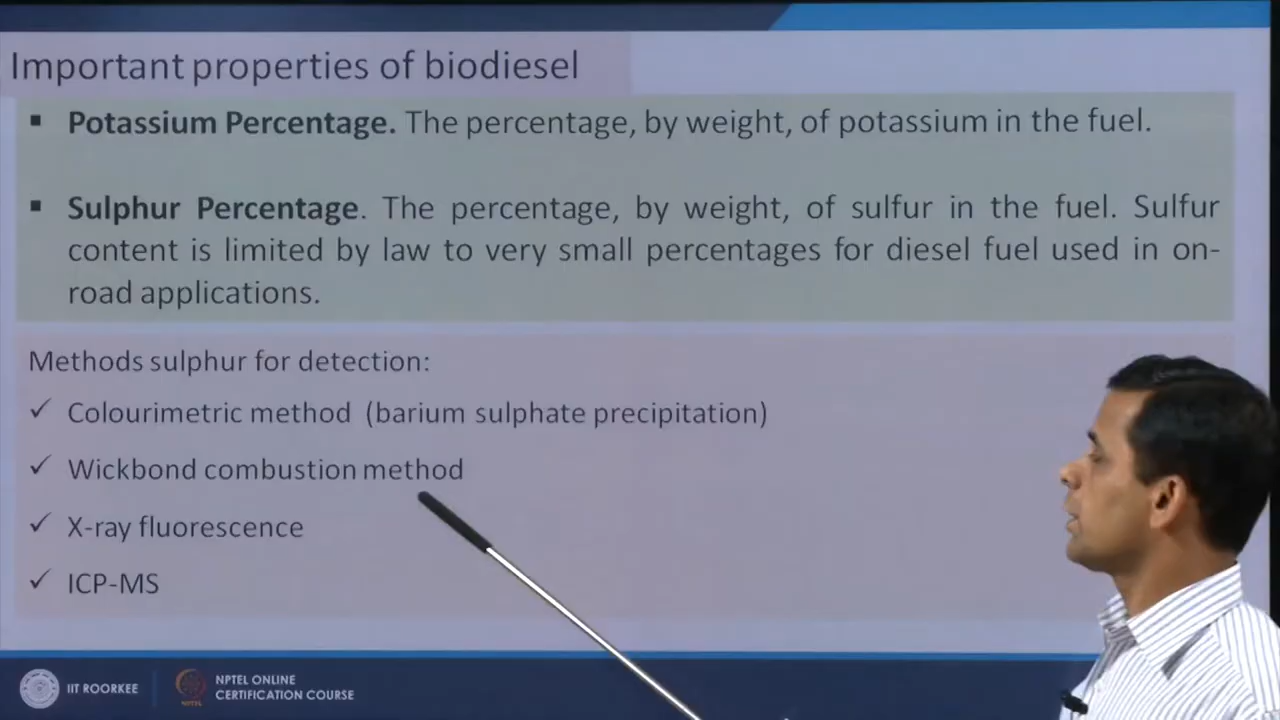 Important properties of biodiesel
▪ Potassium Percentage. The percentage, by weight, of potassium in the fuel.
▪ Sulphur Percentage. The percentage, by weight, of sulfur in the fuel. Sulfur
content is limited by law to very small percentages for diesel fuel used in on-
road applications.
Methods sulphur for detection:
✓ Colourimetric method (barium sulphate precipitation)
✓ Wickbond combustion method
✓ X-ray fluorescence
✓ ICP-MS
IIT ROORKEE
NPTEL ONLINE
CERTIFICATION COURSE